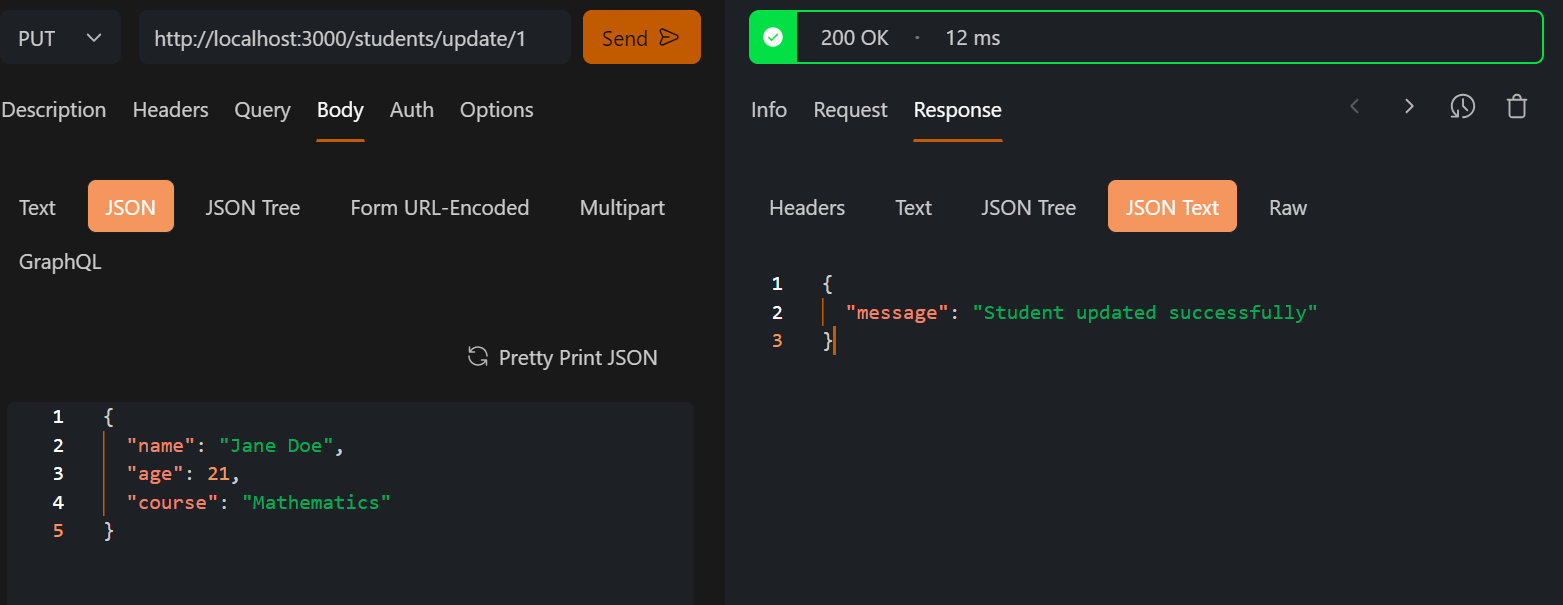 PUT
http://localhost:3000/students/update/1
Send
Description Headers Query Body Auth Options
Text JSON JSON Tree Form URL-Encoded Multipart
GraphQL
Pretty Print JSON
1 {
2 "name": "Jane Doe",
3 "age": 21,
4 "course": "Mathematics"
5 }
200 OK · 12 ms
Info Request Response
Headers Text JSON Tree JSON Text Raw
1 {
2 "message": "Student updated successfully"
3 }